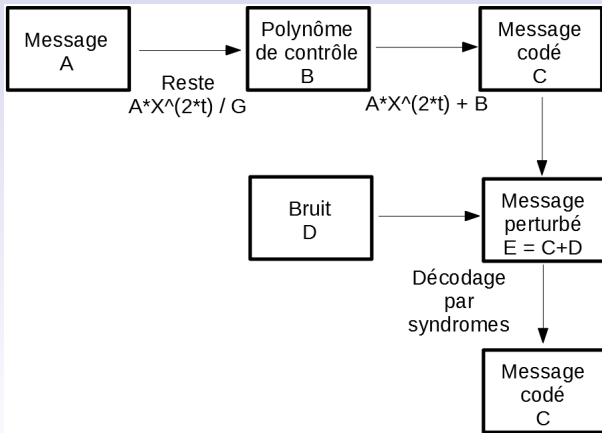 Message
A
Reste
A*X^(2*t) / G
Polynôme
de contrôle
B
A*X^(2*t) + B
Message
codé
C
Bruit
D
Message
perturbé
E = C+D
Décodage
par
syndromes
Message
codé
C